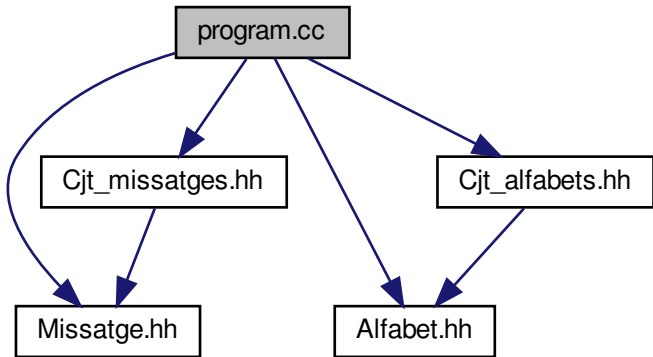 program.cc
Cjt_missatges.hh
Cjt_alfabets.hh
Missatge.hh
Alfabet.hh